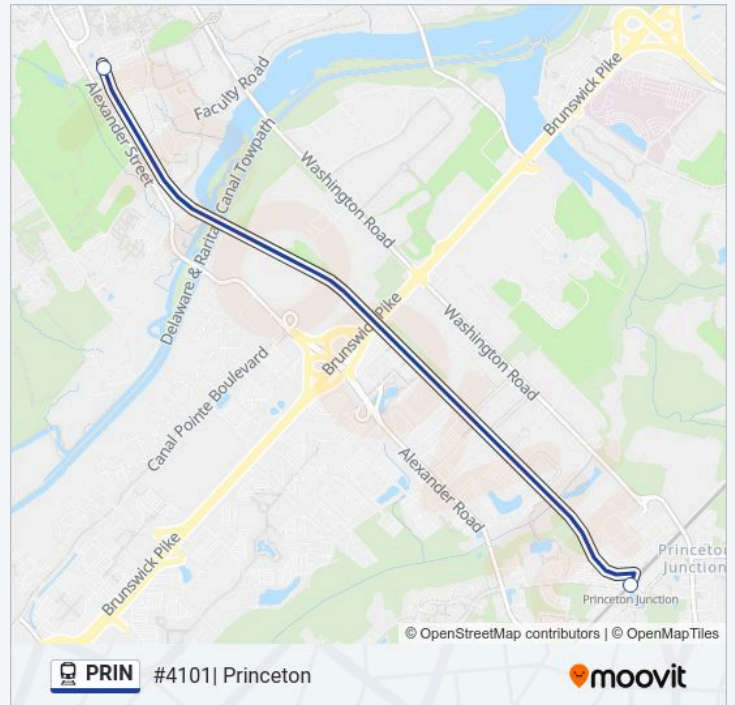 Faculty Road
Brunswick Pike
Alexander Street
Delaware & Raritan Canal Towpath
Washington Road
Brunswick Pike
Washington Road
Canal Pointe Boulevard
Alexander Road
Brunswick Pike
Princeton
Junction
Princeton Junction
© OpenStreetMap contributors | © OpenMapTiles
PRIN #4101| Princeton
moovit